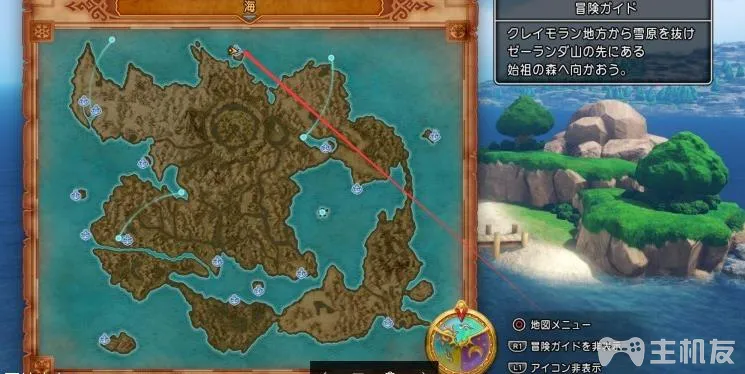 海
冒険ガイド
クレイモラン地方から雪原を抜け
ゼーランダ山の先にある
始祖の森へ向かおう。
地図メニュー
R1 冒険ガイドを非表示
L1 アイコン非表示
主机友